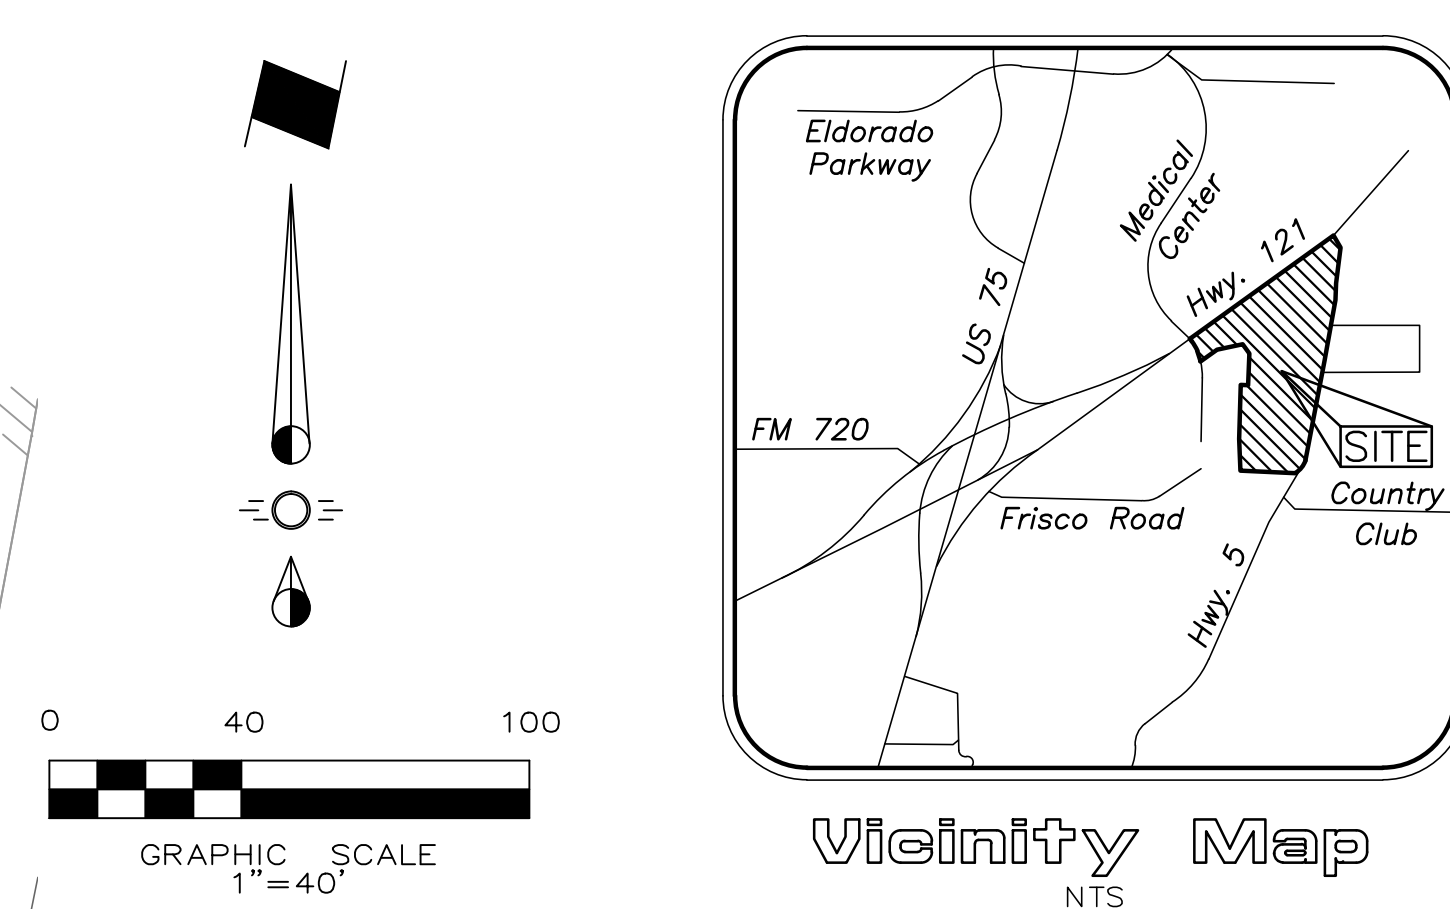 0 40 100
GRAPHIC SCALE
1"=40'
Eldorado
Parkway
Medical
Center
Hwy. 121
US 75
FM 720
SITE
Country
Club
Frisco Road
Hwy. 5
Vicinity Map
NTS